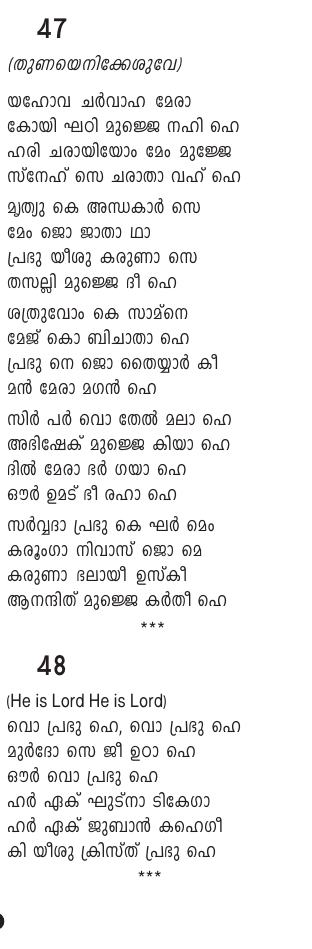 47
(തുണയെനിക്കേശുവേ)
യഹോവ ചർവാഹ മേരാ
കോയി ഘഠി മുജ്ജെ നഹി ഹെ
ഹരി ചരായിയോം മേം മുജ്ജേ
സ്നേഹ് സെ ചരാതാ വഹ് ഹെ
മൃത്യു കെ അന്ധകാർ സെ
മേം ജൊ ജാതാ ഥാ
പ്രഭു യീശു കരുണാ സെ
തസല്ലി മുജ്ജെ ദീ ഹെ
ശത്രുവോം കെ സാമ്നെ
മേജ് കൊ ബിചാതാ ഹെ
പ്രഭു നെ ജൊ തൈയ്യാർ കീ
മൻ മേരാ മഗൻ ഹെ
സിർ പർ വൊ തേൽ മലാ ഹെ
അഭിഷേക് മുജ്ജെ കിയാ ഹെ
ദിൽ മേരാ ഭർ ഗയാ ഹെ
ഔർ ഉമട് ഭീ രഹാ ഹെ
സർവ്വദാ പ്രഭു കെ ഘർ മെം
കരൂംഗാ നിവാസ് ജൊ മെ
കരുണാ ഭലായീ ഉസ്കീ
ആനന്ദിത് മുജ്ജെ കർതീ ഹെ
***
48
(He is Lord He is Lord)
വൊ പ്രഭു ഹെ, വൊ പ്രഭു ഹെ
മുർദോ സെ ജീ ഉഠാ ഹെ
ഔർ വൊ പ്രഭു ഹെ
ഹർ ഏക് ഘുട്നാ ടികേഗാ
ഹർ ഏക് ജുബാൻ കഹെഗീ
കി യീശു ക്രിസ്ത് പ്രഭു ഹെ
***